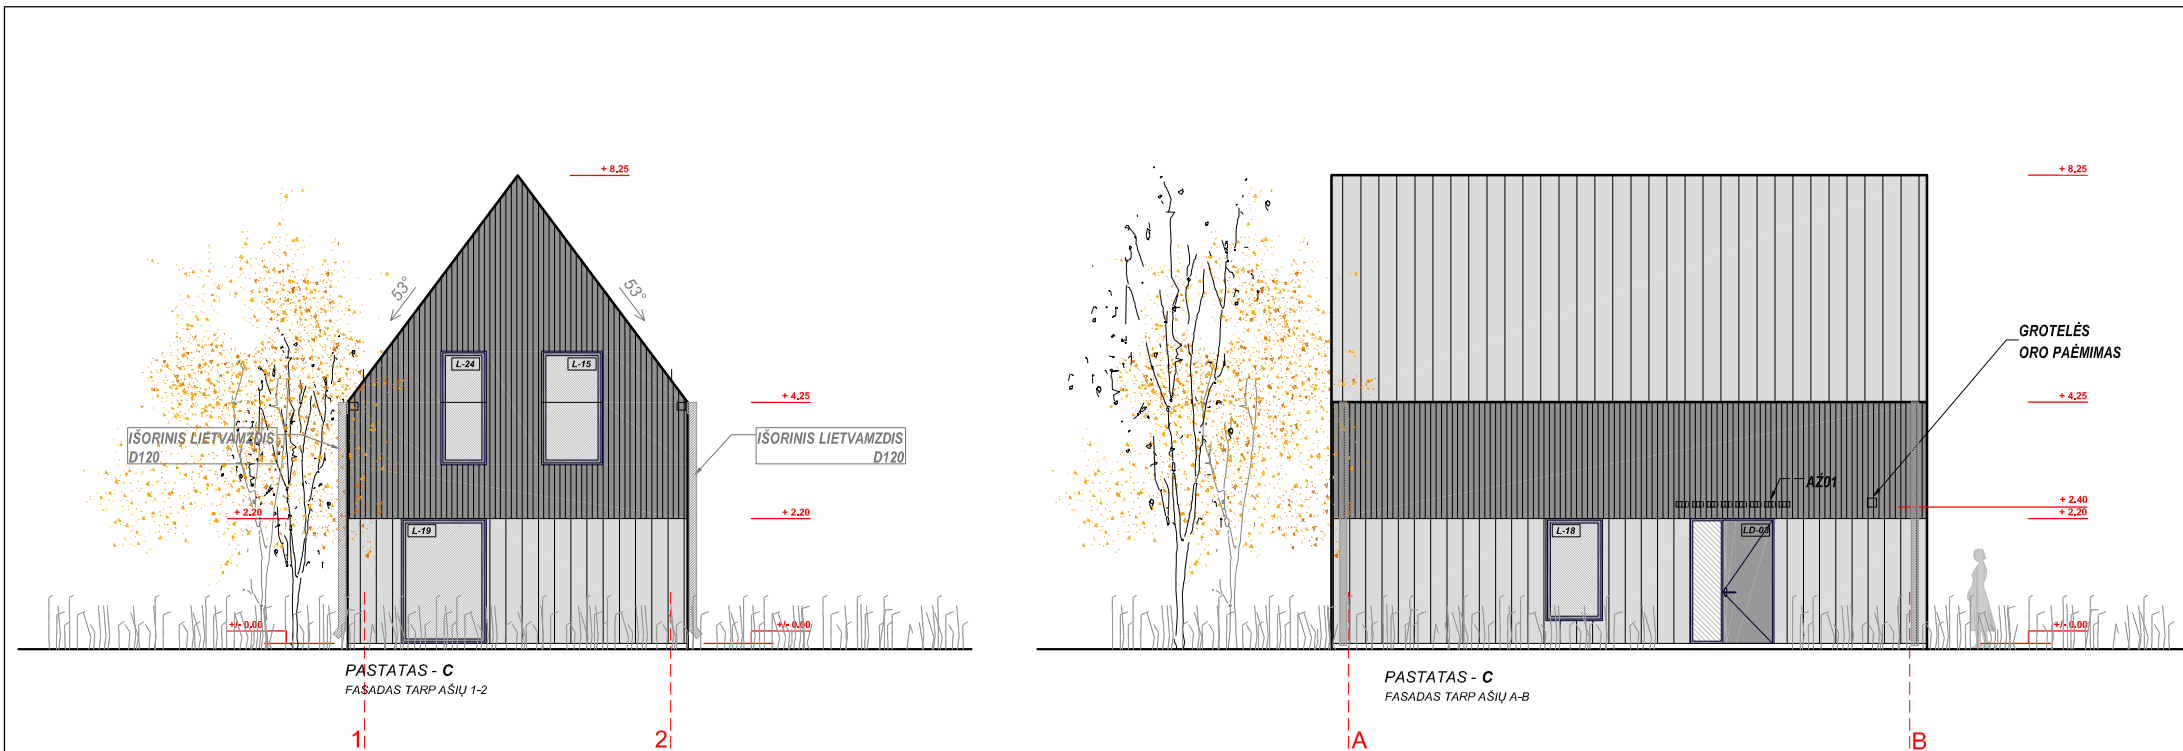 + 8,25
53°
53°
L-24
L-15
+ 4,25
IŠORINIS LIETVAMZDIS
D120
IŠORINIS LIETVAMZDIS
D120
+ 2,20
+ 2,20
L-19
+/- 0,00
+/- 0,00
PASTATAS - C
FASADAS TARP AŠIŲ 1-2
1
2
+ 8,25
GROTELĖS
ORO PAĖMIMAS
+ 4,25
AŽ01
+ 2,40
+ 2,20
L-18
LD-03
+/- 0,00
PASTATAS - C
FASADAS TARP AŠIŲ A-B
A
B